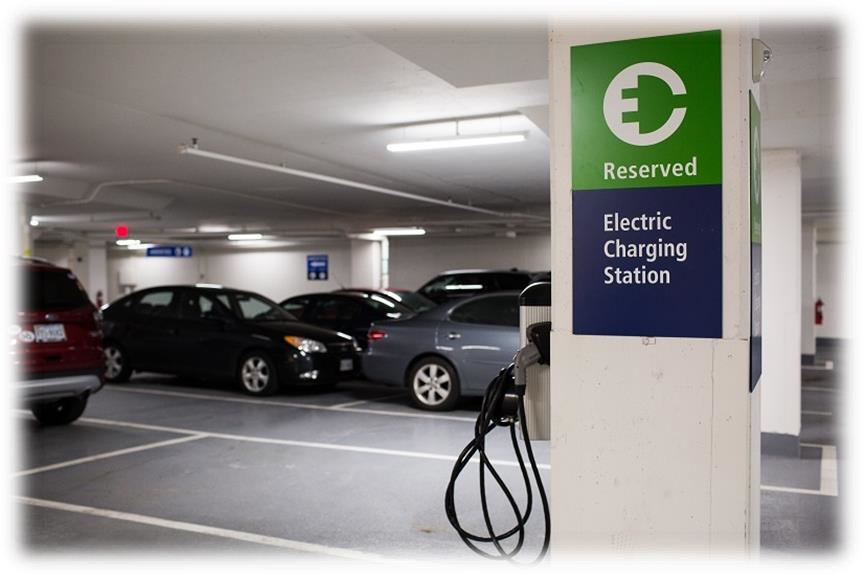 Reserved
Electric
Charging
Station